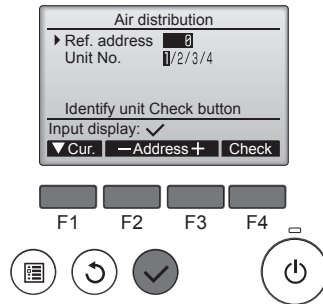 Air distribution
Ref. address 0
Unit No. 1/2/3/4
Identify unit Check button
Input display: ✓
▼ Cur. －Address＋ Check
F1 F2 F3 F4